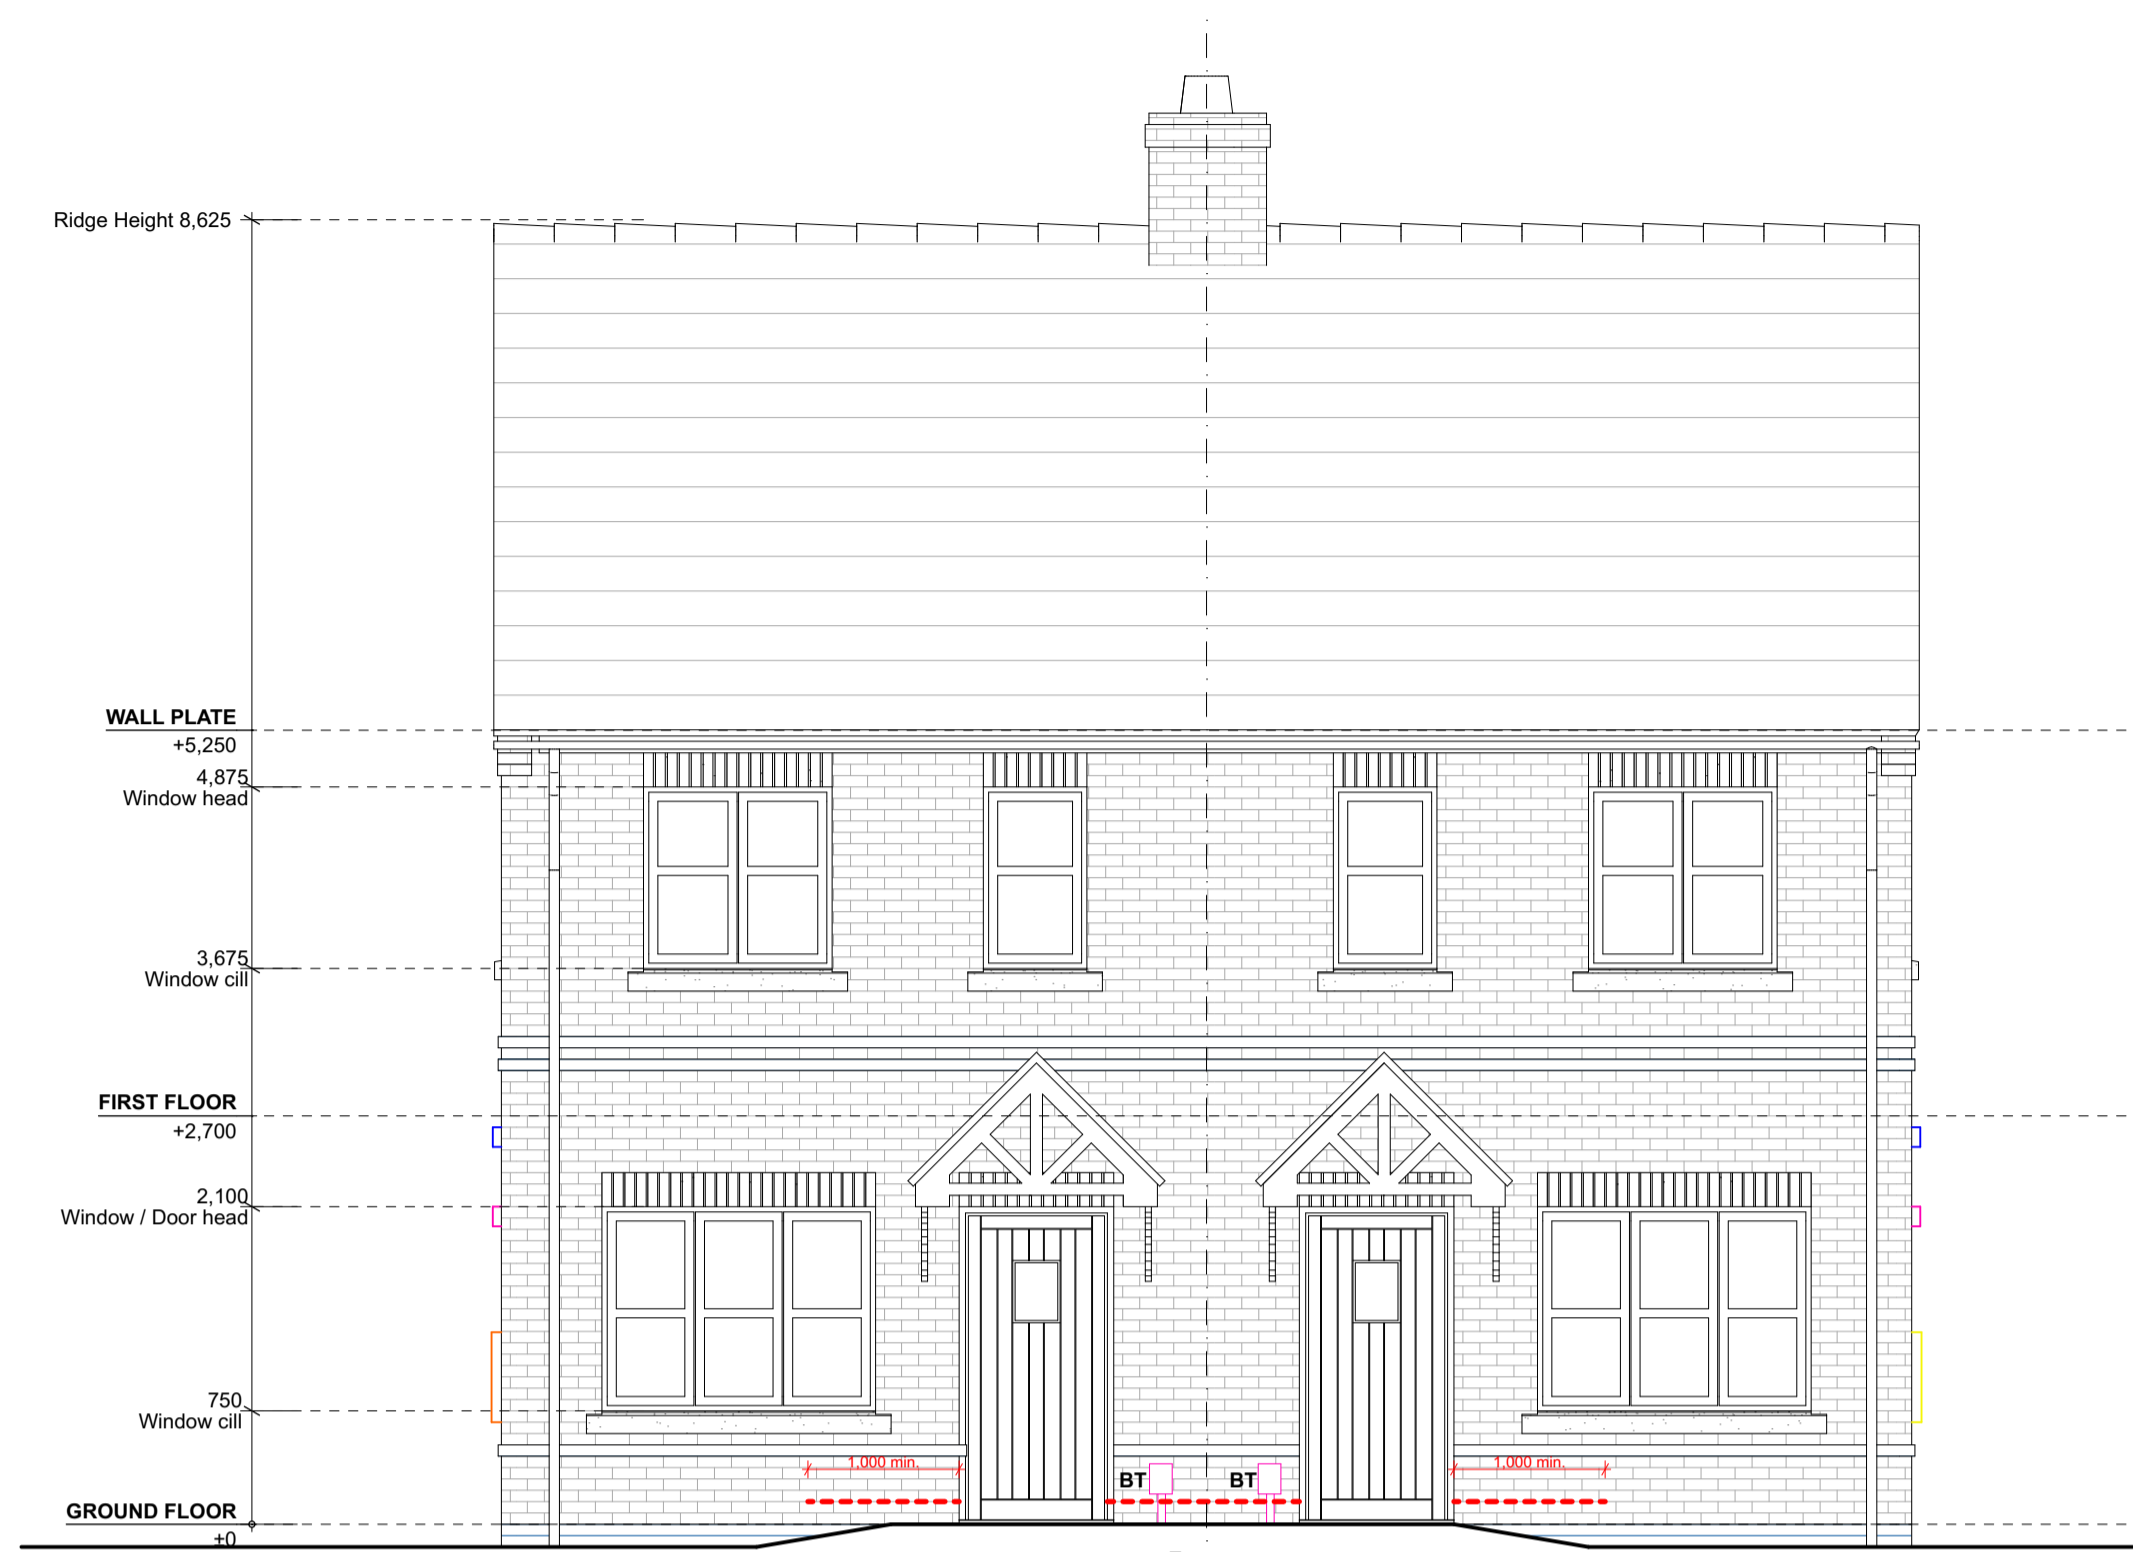 Ridge Height 8,625
WALL PLATE
+5,250
4,875
Window head
3,675
Window cill
FIRST FLOOR
+2,700
2,100
Window / Door head
750
Window cill
1,000 min.
1,000 min.
BT
BT
GROUND FLOOR
±0